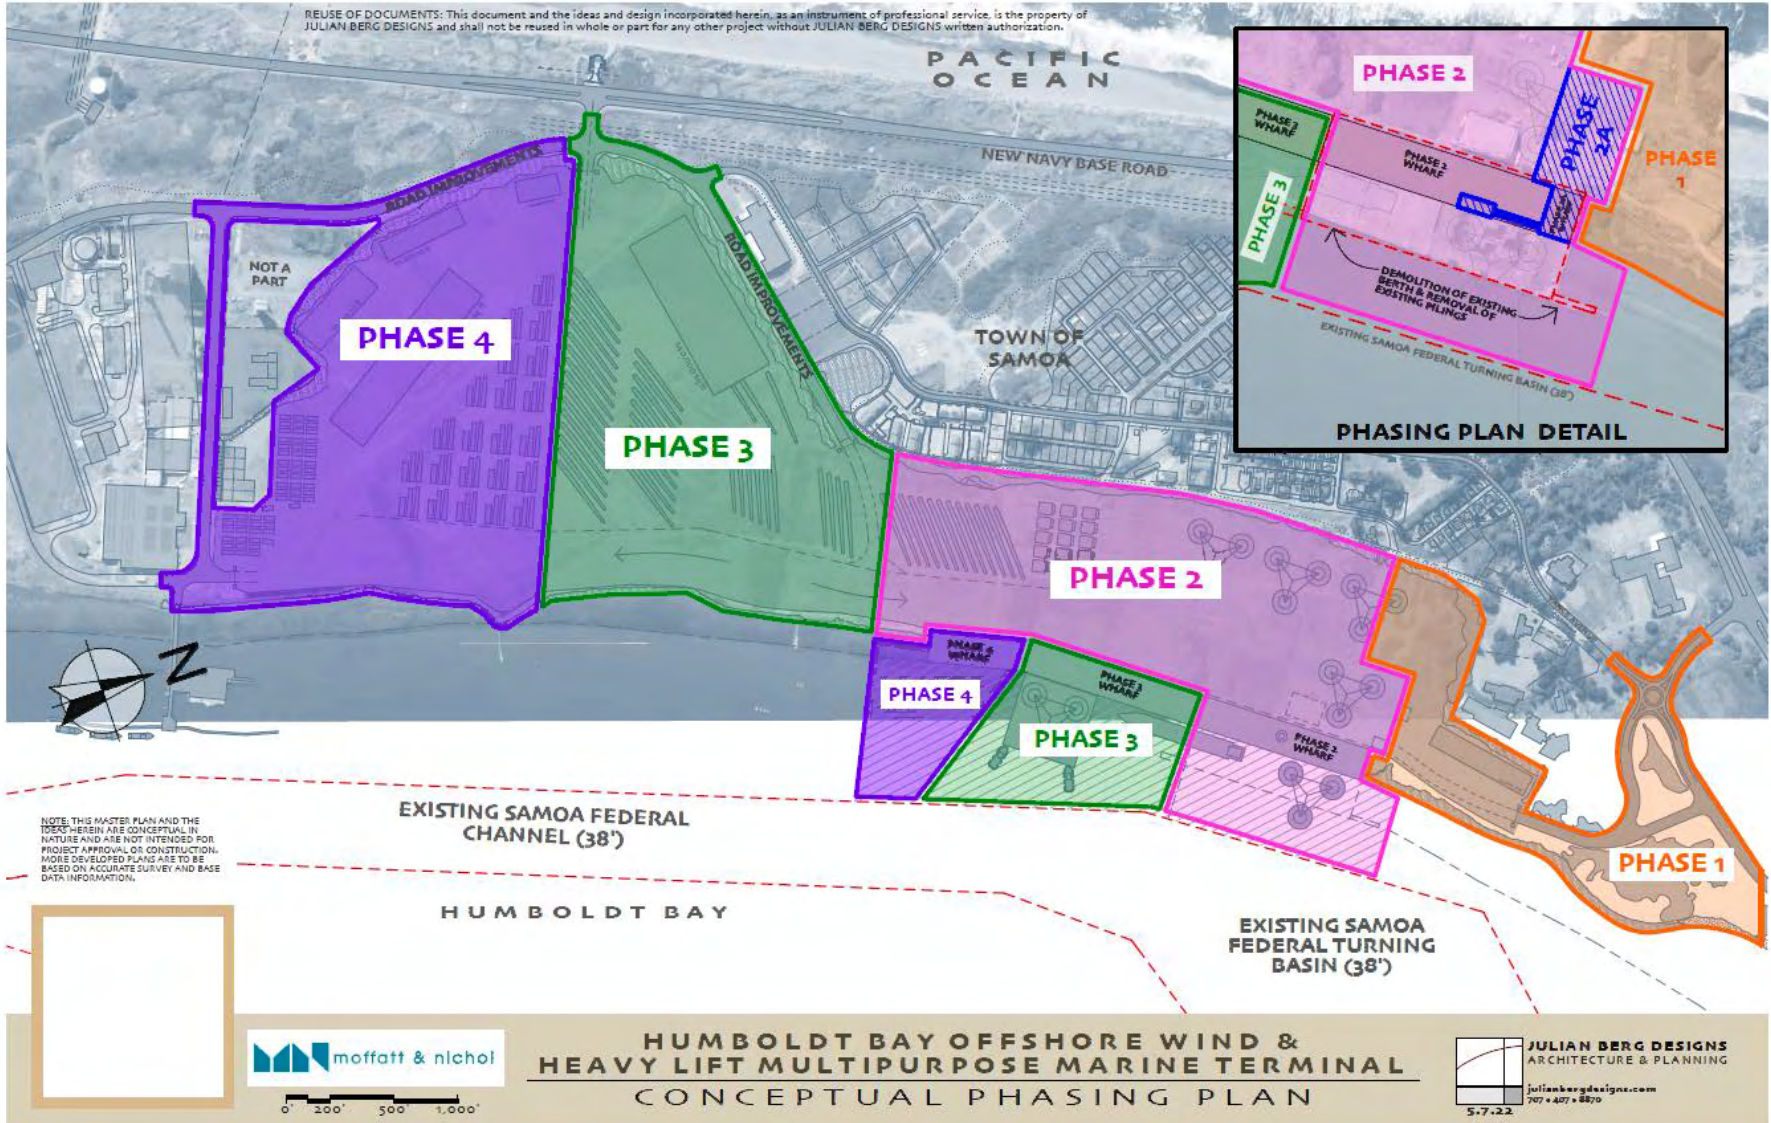 REUSE OF DOCUMENTS: This document and the ideas and design incorporated herein, as an instrument of professional service, is the property of
JULIAN BERG DESIGNS and shall not be reused in whole or part for any other project without JULIAN BERG DESIGNS written authorization.
PACIFIC
OCEAN
NEW NAVY BASE ROAD
ROAD IMPROVEMENTS
ROAD IMPROVEMENTS
NOT A
PART
TOWN OF
SAMOA
PHASE 4
PHASE 3
PHASE 2
PHASE 2
PHASE
2A
PHASE
1
PHASE 3
WHARF
PHASE 2
WHARF
PHASE 3
DEMOLITION OF EXISTING
BERTH & REMOVAL OF
EXISTING PILINGS
EXISTING SAMOA FEDERAL TURNING BASIN (38')
PHASING PLAN DETAIL
PHASE 4
WHARF
PHASE 4
PHASE 3
WHARF
PHASE 3
PHASE 2
WHARF
PHASE 1
N
EXISTING SAMOA FEDERAL
CHANNEL (38')
NOTE: THIS MASTER PLAN AND THE
IDEAS HEREIN ARE CONCEPTUAL IN
NATURE AND ARE NOT INTENDED FOR
PROJECT APPROVAL OR CONSTRUCTION.
MORE DEVELOPED PLANS ARE TO BE
BASED ON ACCURATE SURVEY AND BASE
DATA INFORMATION.
HUMBOLDT BAY
EXISTING SAMOA
FEDERAL TURNING
BASIN (38')
moffatt & nichol
0' 200' 500' 1,000'
HUMBOLDT BAY OFFSHORE WIND &
HEAVY LIFT MULTIPURPOSE MARINE TERMINAL
CONCEPTUAL PHASING PLAN
JULIAN BERG DESIGNS
ARCHITECTURE & PLANNING
julianbergdesigns.com
707 • 407 • 8870
5.7.22